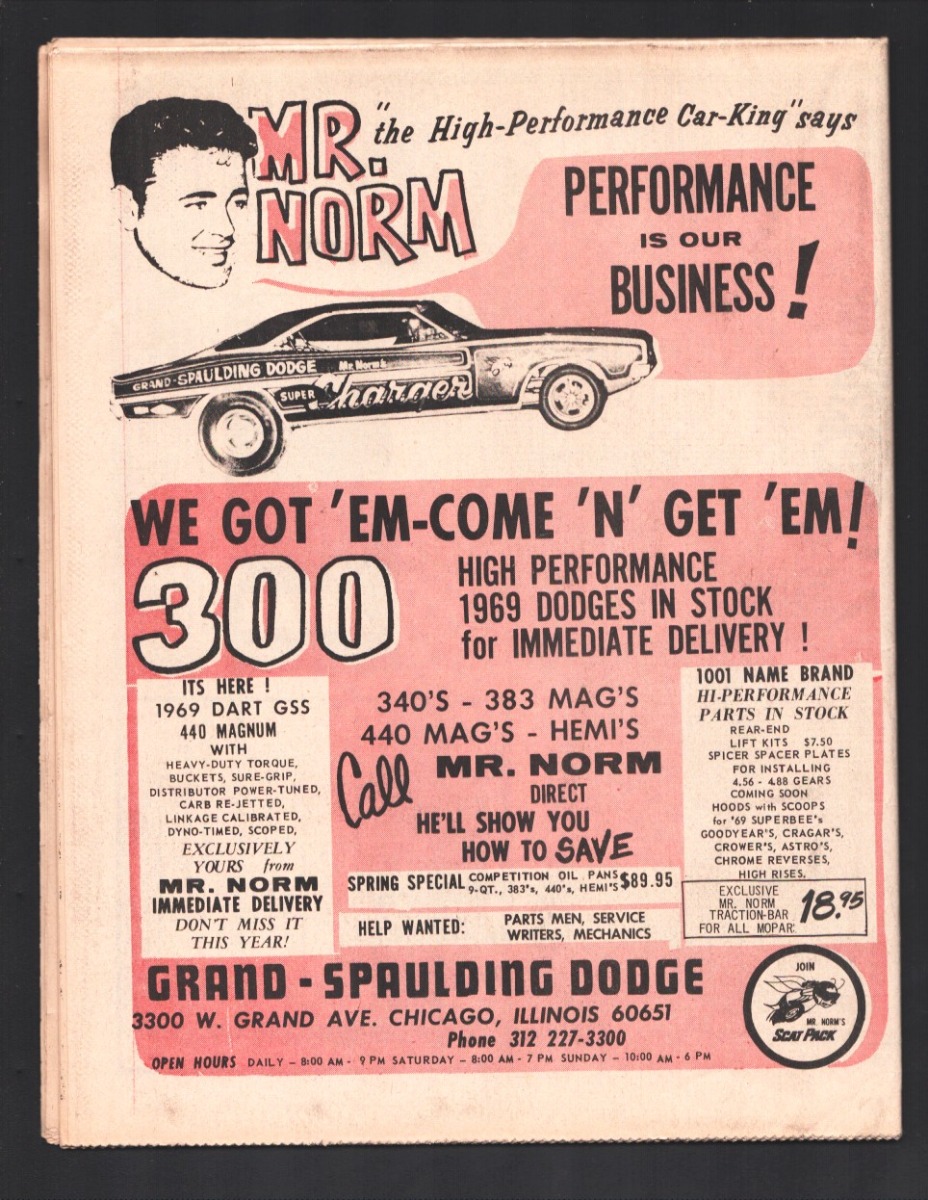 MR. NORM
"the High-Performance Car-King" says
PERFORMANCE
IS OUR
BUSINESS!
GRAND-SPAULDING DODGE
Mr. Norm's
SUPER Charger
WE GOT 'EM-COME 'N' GET 'EM!
300
HIGH PERFORMANCE
1969 DODGES IN STOCK
for IMMEDIATE DELIVERY !
ITS HERE !
1969 DART GSS
440 MAGNUM
WITH
HEAVY-DUTY TORQUE,
BUCKETS, SURE-GRIP,
DISTRIBUTOR POWER-TUNED,
CARB RE-JETTED,
LINKAGE CALIBRATED,
DYNO-TIMED, SCOPED,
EXCLUSIVELY
YOURS from
MR. NORM
IMMEDIATE DELIVERY
DON'T MISS IT
THIS YEAR!
340'S - 383 MAG'S
440 MAG'S - HEMI'S
Call MR. NORM
DIRECT
HE'LL SHOW YOU
HOW TO SAVE
SPRING SPECIAL COMPETITION OIL PANS $89.95
9-QT., 383's, 440's, HEMI'S
HELP WANTED: PARTS MEN, SERVICE
WRITERS, MECHANICS
1001 NAME BRAND
HI-PERFORMANCE
PARTS IN STOCK
REAR-END
LIFT KITS $7.50
SPICER SPACER PLATES
FOR INSTALLING
4.56 - 4.88 GEARS
COMING SOON
HOODS with SCOOPS
for '69 SUPERBEE's
GOODYEAR'S, CRAGAR'S,
CROWER'S, ASTRO'S,
CHROME REVERSES,
HIGH RISES.
EXCLUSIVE
MR. NORM
TRACTION-BAR
FOR ALL MOPAR:
18.95
GRAND - SPAULDING DODGE
3300 W. GRAND AVE. CHICAGO, ILLINOIS 60651
Phone 312 227-3300
OPEN HOURS DAILY – 8:00 AM - 9 PM SATURDAY – 8:00 AM - 7 PM SUNDAY – 10:00 AM - 6 PM
JOIN
MR. NORM'S
SCAT PACK